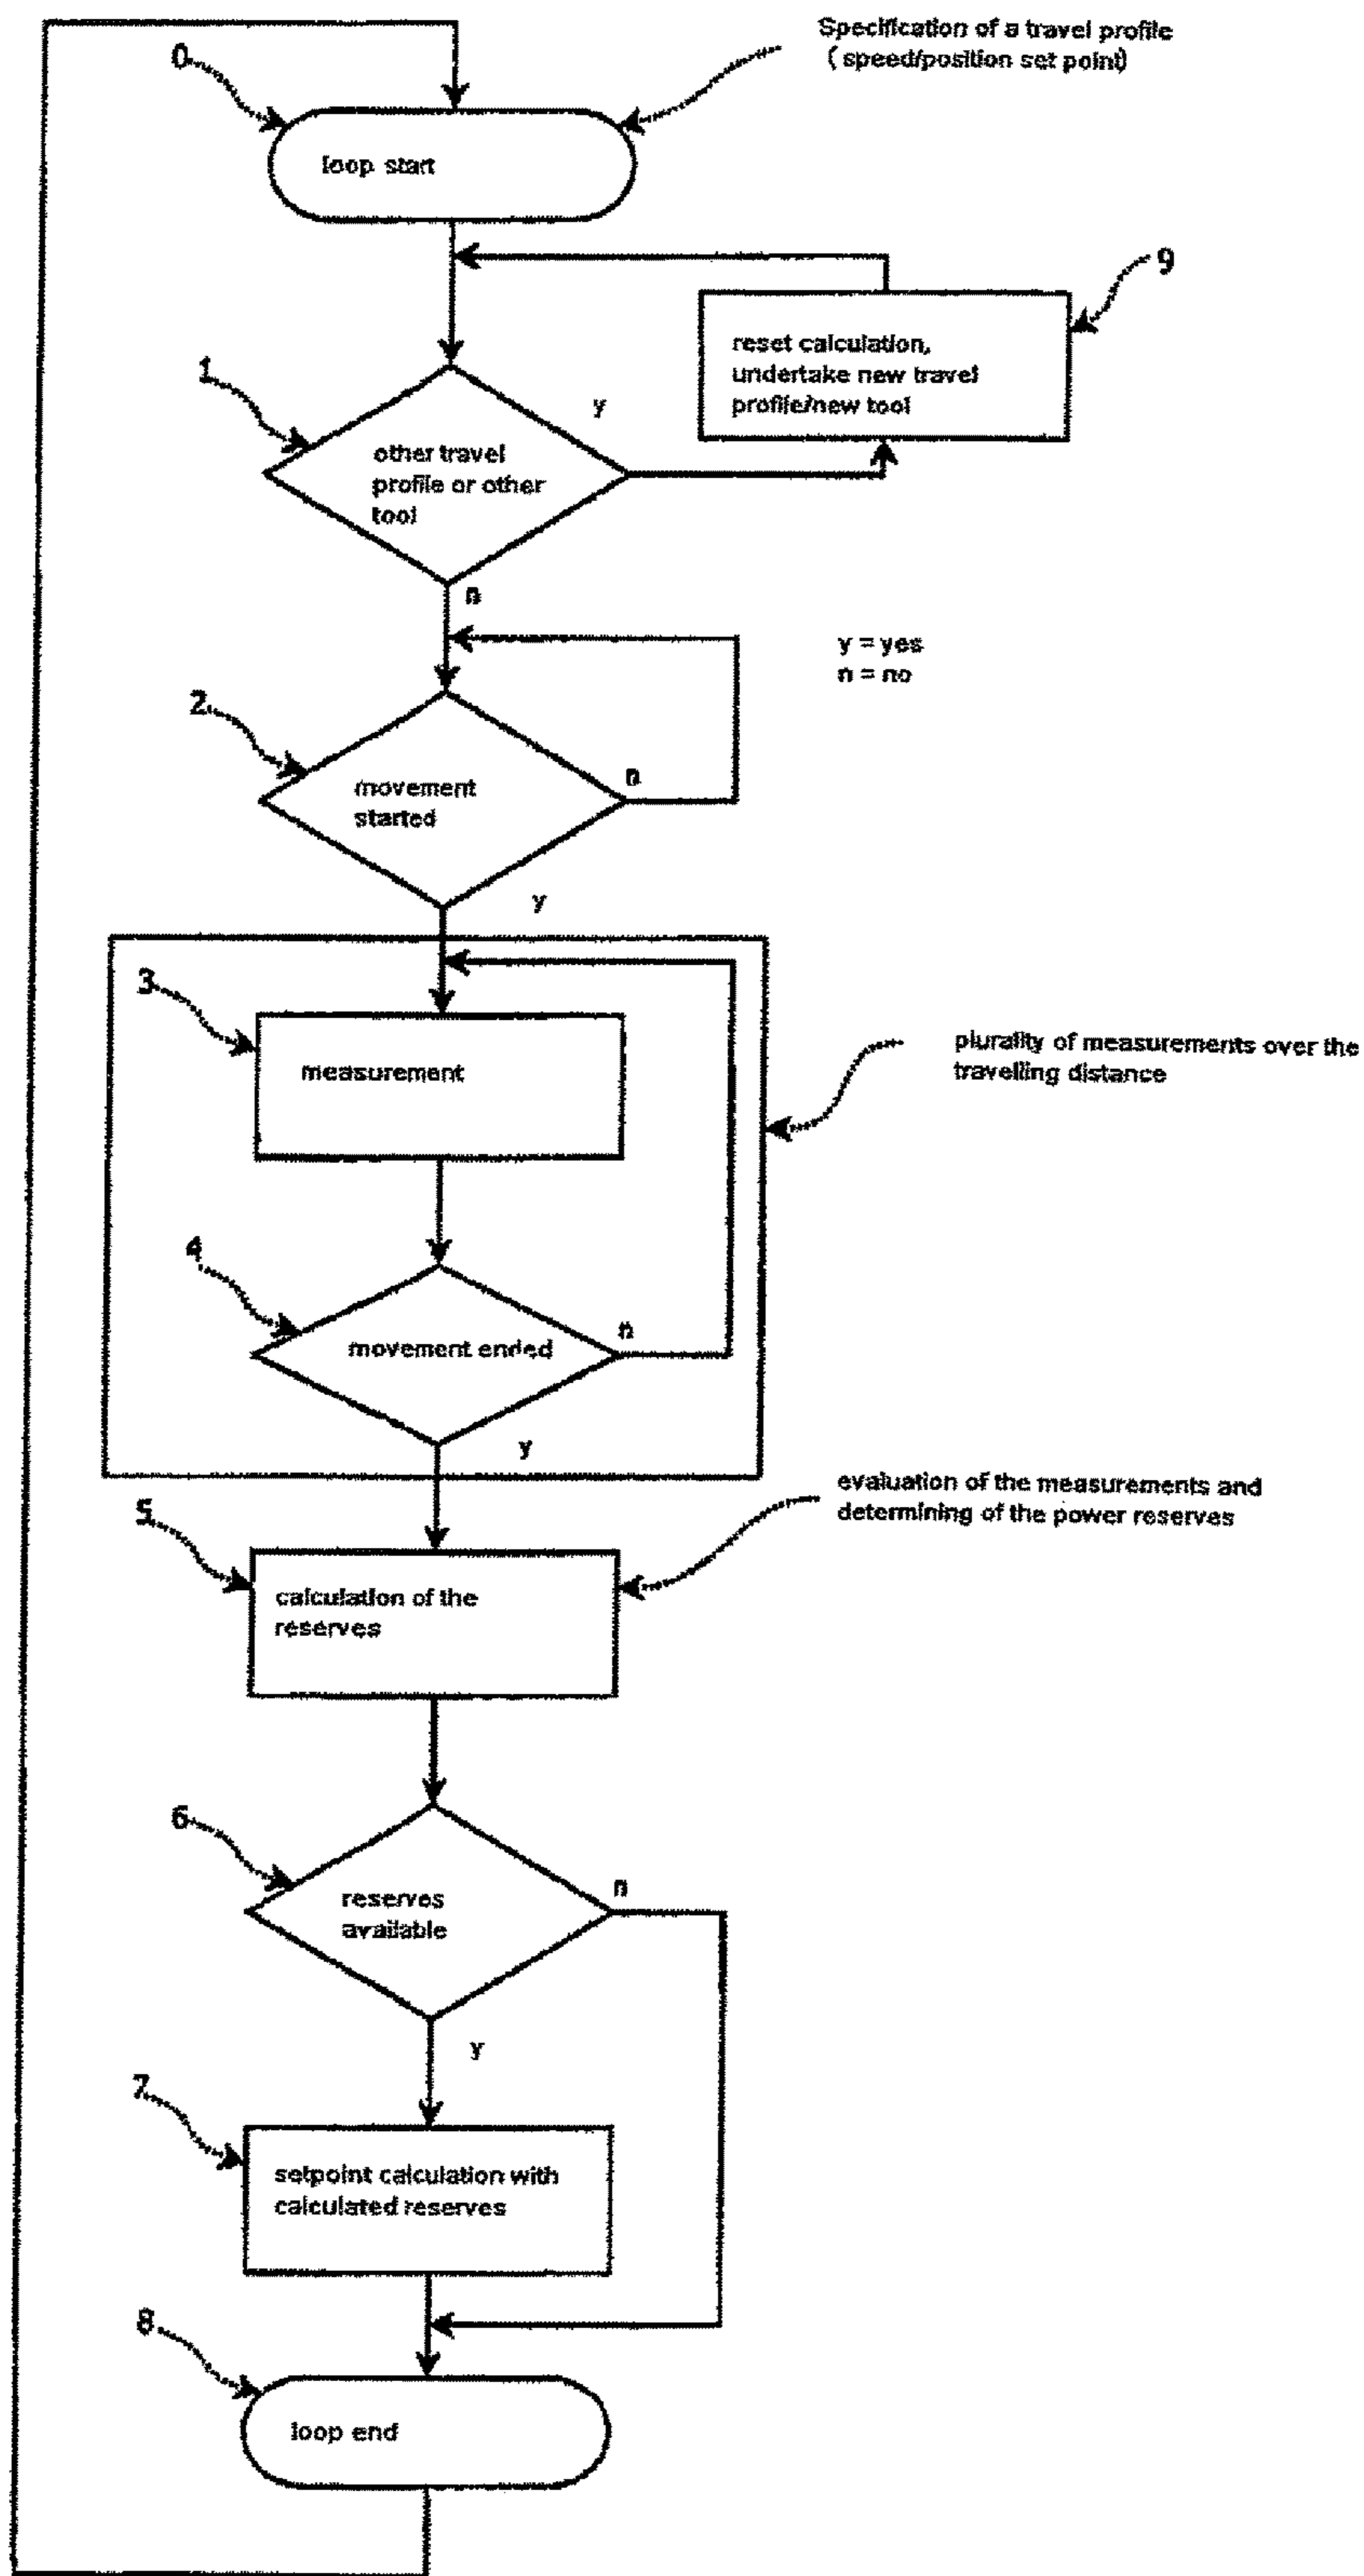 Specification of a travel profile
(speed/position set point)
0
loop start
9
reset calculation,
undertake new travel
profile/new tool
1
y
other travel
profile or other
tool
n
y = yes
n = no
2
movement
started
n
y
3
measurement
plurality of measurements over the
travelling distance
4
movement ended
n
y
evaluation of the measurements and
determining of the power reserves
5
calculation of the
reserves
6
reserves
available
n
y
7
setpoint calculation with
calculated reserves
8
loop end